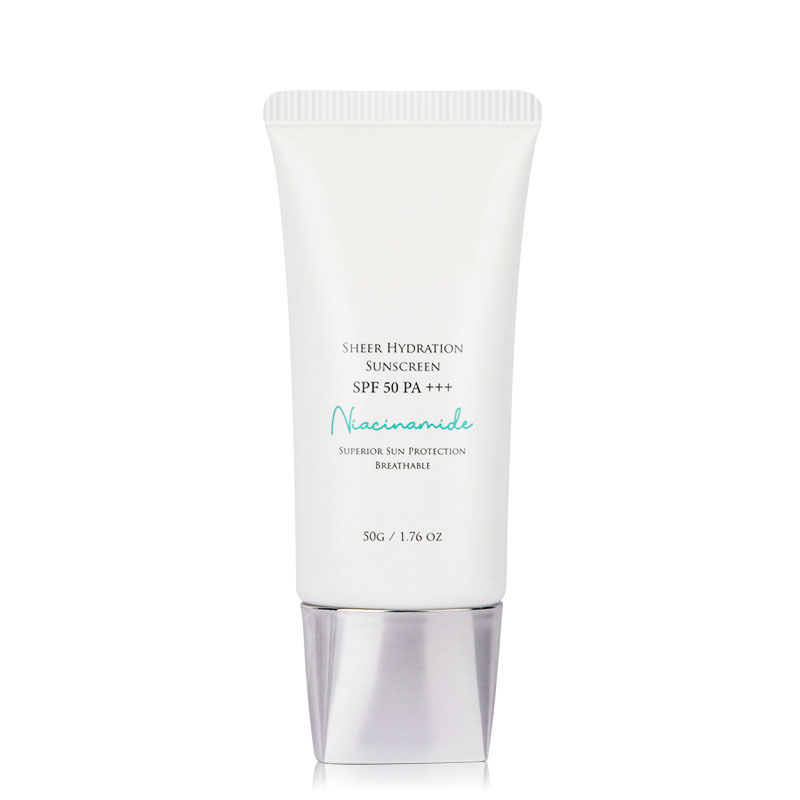 Sheer Hydration
Sunscreen
SPF 50 PA +++
Niacinamide
Superior Sun Protection
Breathable
50g / 1.76 oz